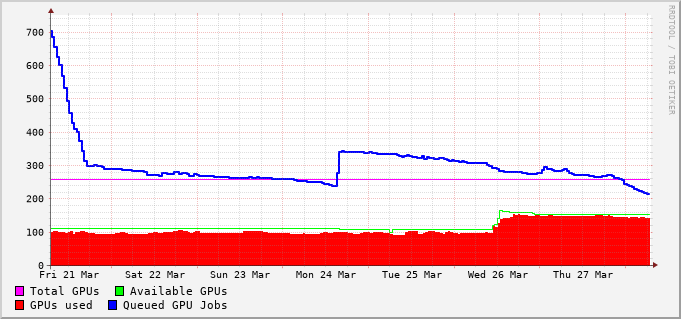 RRDTOOL / TOBI OETIKER
700
600
500
400
300
200
100
0
Fri 21 Mar Sat 22 Mar Sun 23 Mar Mon 24 Mar Tue 25 Mar Wed 26 Mar Thu 27 Mar
Total GPUs Available GPUs
GPUs used Queued GPU Jobs